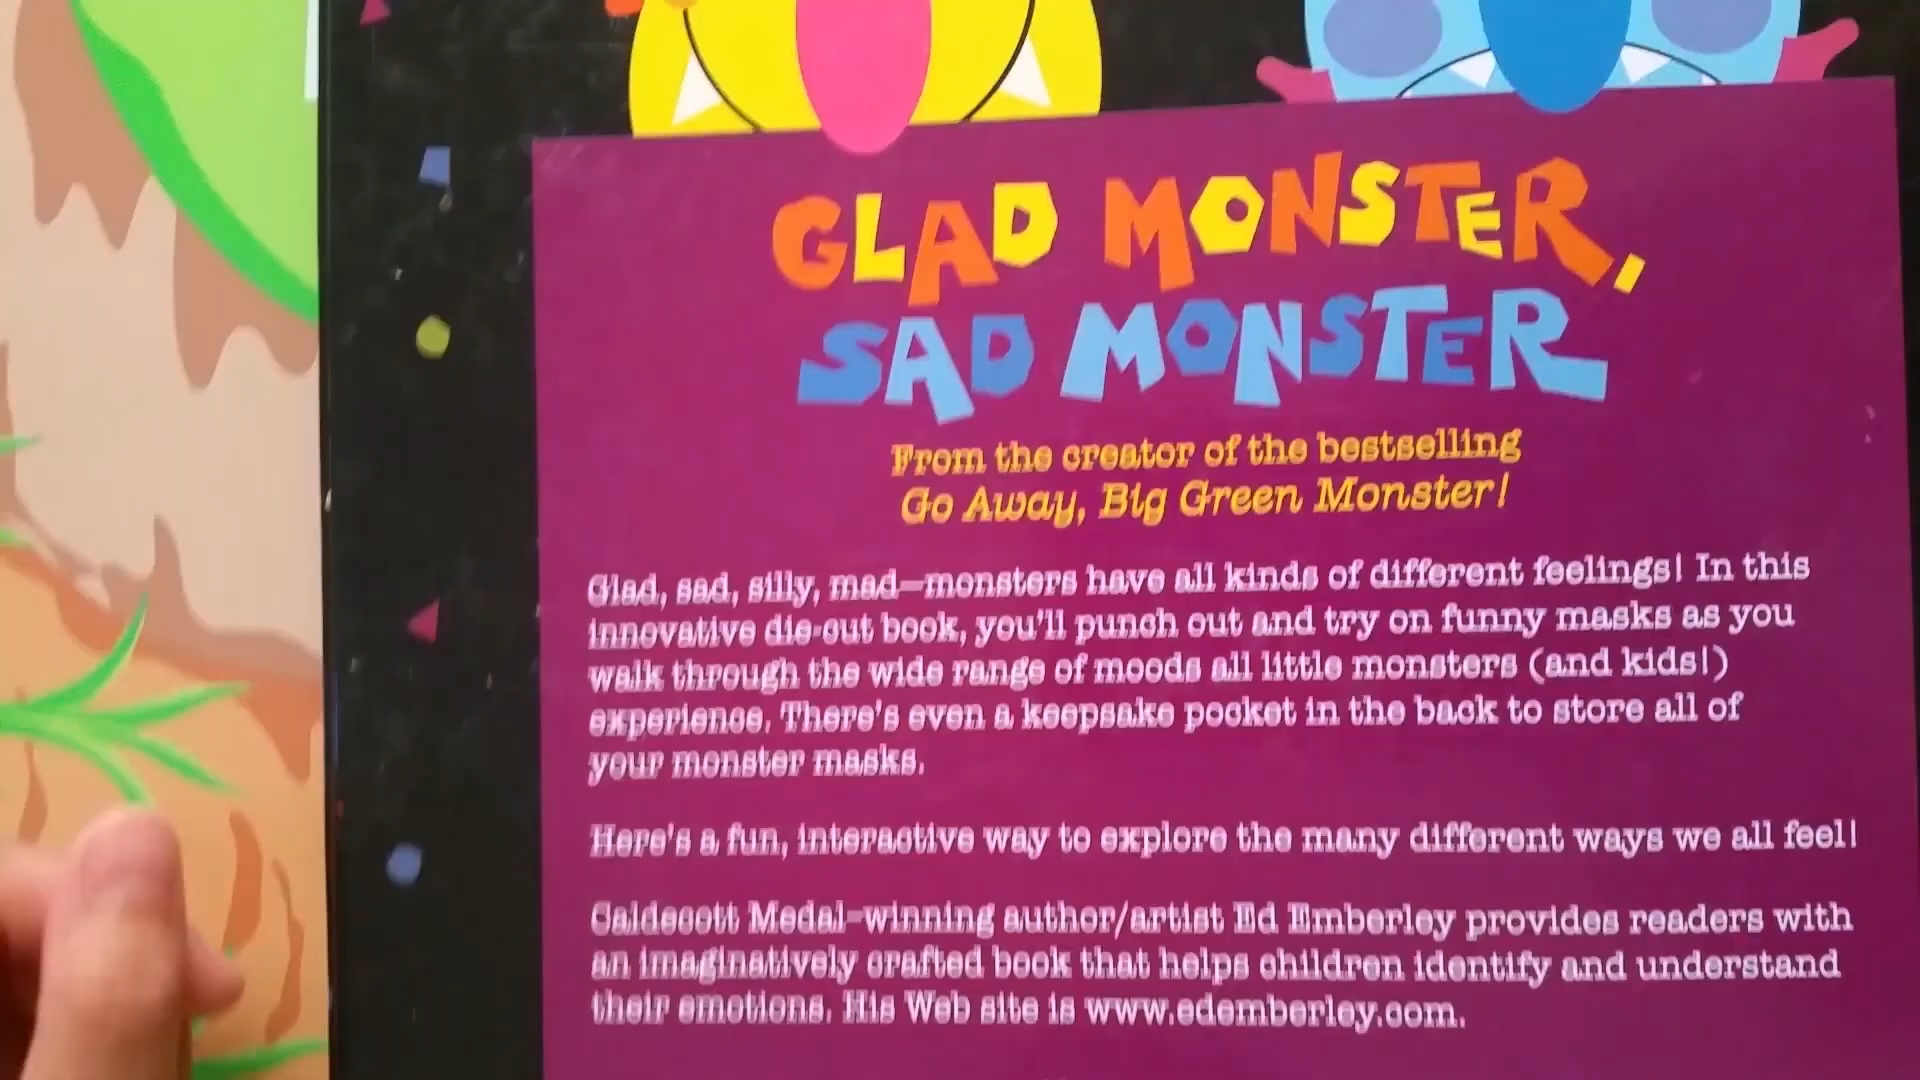 GLAD MONSTER,
SAD MONSTER
From the creator of the bestselling
Go Away, Big Green Monster!
Glad, sad, silly, mad—monsters have all kinds of different feelings! In this
innovative die-cut book, you'll punch out and try on funny masks as you
walk through the wide range of moods all little monsters (and kids!)
experience. There's even a keepsake pocket in the back to store all of
your monster masks.
Here's a fun, interactive way to explore the many different ways we all feel!
Caldecott Medal-winning author/artist Ed Emberley provides readers with
an imaginatively crafted book that helps children identify and understand
their emotions. His Web site is www.edemberley.com.